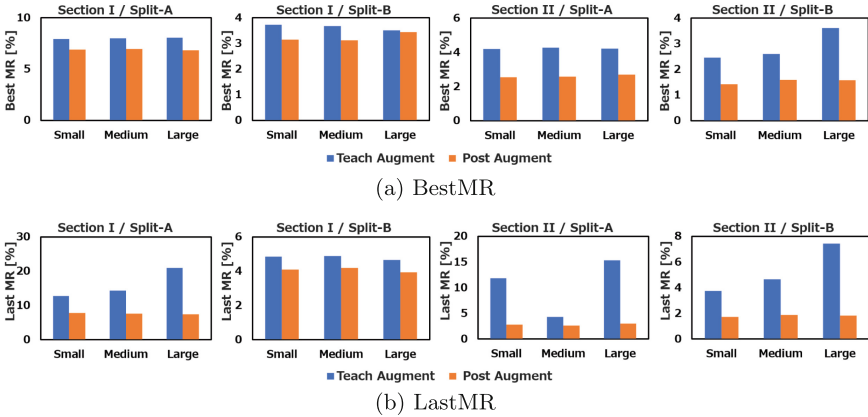 Section I / Split-A
Best MR [%]
10
5
0
Small Medium Large
Section I / Split-B
Best MR [%]
4
3
2
1
0
Small Medium Large
Section II / Split-A
Best MR [%]
6
4
2
0
Small Medium Large
Section II / Split-B
Best MR [%]
4
3
2
1
0
Small Medium Large
Teach Augment Post Augment
(a) BestMR
Section I / Split-A
Last MR [%]
30
20
10
0
Small Medium Large
Section I / Split-B
Last MR [%]
6
4
2
0
Small Medium Large
Section II / Split-A
Last MR [%]
20
15
10
5
0
Small Medium Large
Section II / Split-B
Last MR [%]
8
6
4
2
0
Small Medium Large
Teach Augment Post Augment
(b) LastMR